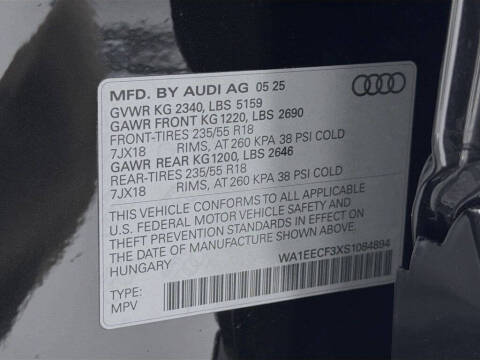 MFD. BY AUDI AG 05 25
GVWR KG 2340, LBS 5159
GAWR FRONT KG 1220, LBS 2690
FRONT-TIRES 235/55 R18
7JX18 RIMS, AT 260 KPA 38 PSI COLD
GAWR REAR KG1200, LBS 2646
REAR-TIRES 235/55 R18
7JX18 RIMS, AT 260 KPA 38 PSI COLD
THIS VEHICLE CONFORMS TO ALL APPLICABLE
U.S. FEDERAL MOTOR VEHICLE SAFETY AND
THEFT PREVENTION STANDARDS IN EFFECT ON
THE DATE OF MANUFACTURE SHOWN ABOVE.
HUNGARY
WA1EECF3XS1084894
TYPE:
MPV